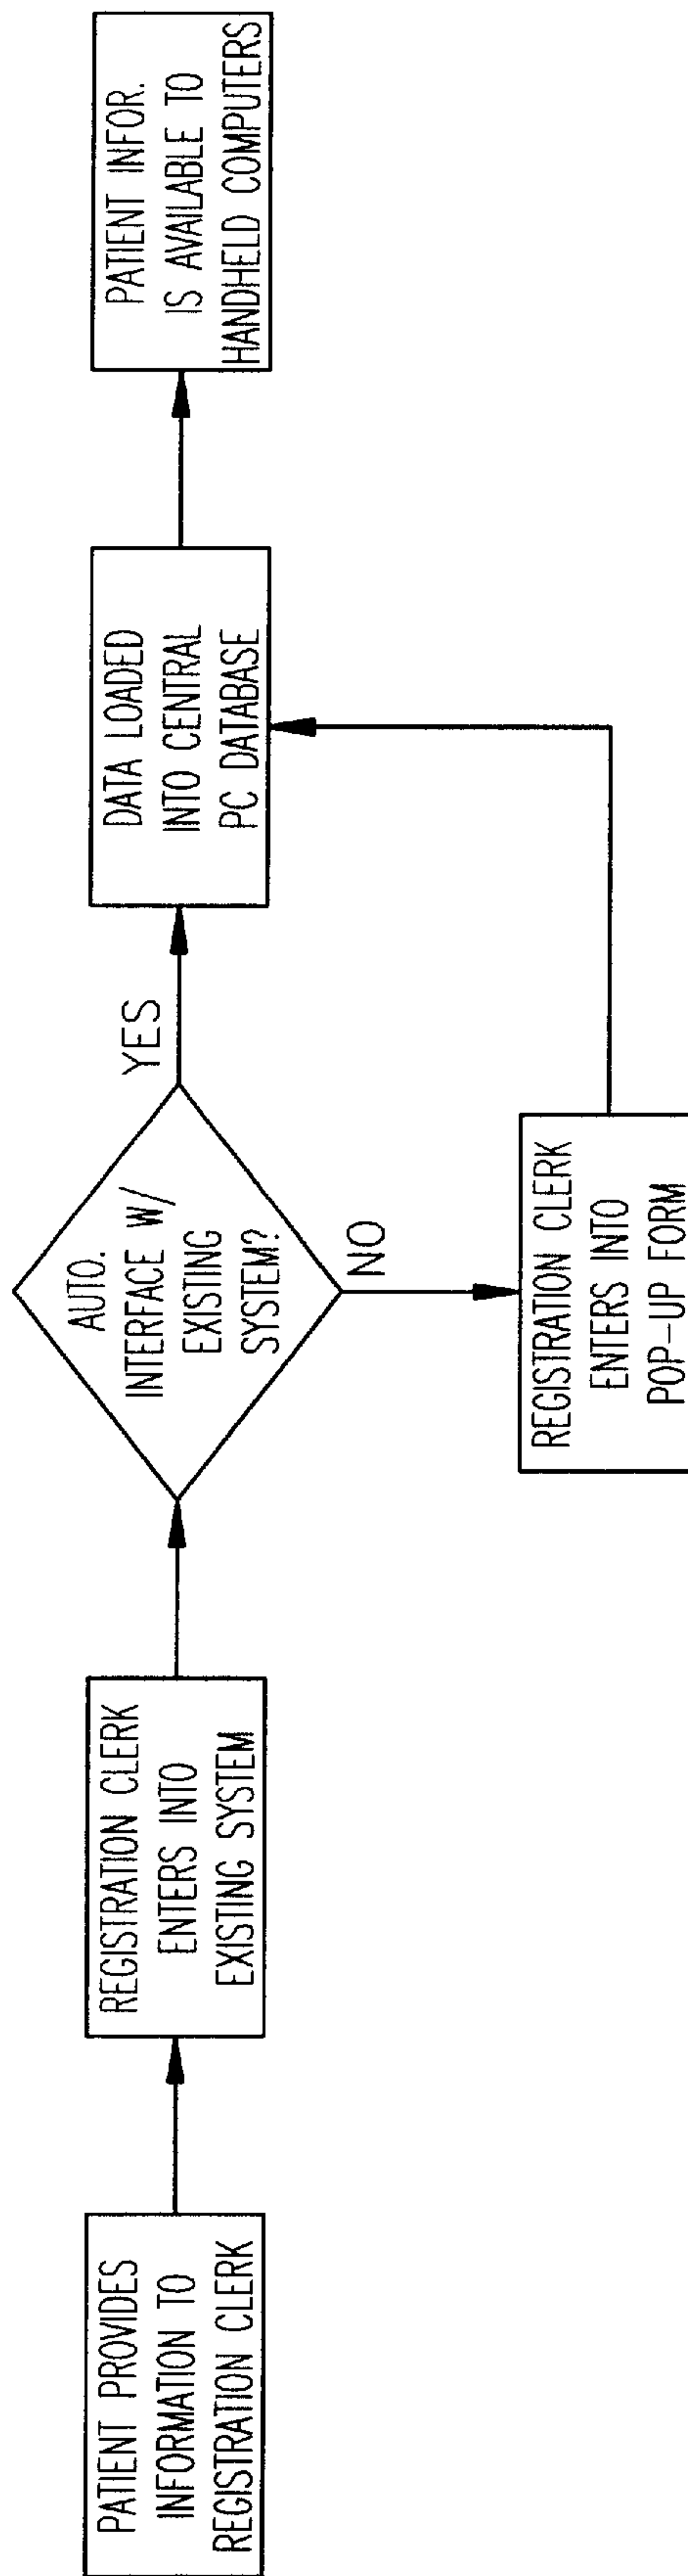 PATIENT PROVIDES
INFORMATION TO
REGISTRATION CLERK
REGISTRATION CLERK
ENTERS INTO
EXISTING SYSTEM
AUTO.
INTERFACE W/
EXISTING
SYSTEM?
YES
NO
DATA LOADED
INTO CENTRAL
PC DATABASE
PATIENT INFOR.
IS AVAILABLE TO
HANDHELD COMPUTERS
REGISTRATION CLERK
ENTERS INTO
POP-UP FORM